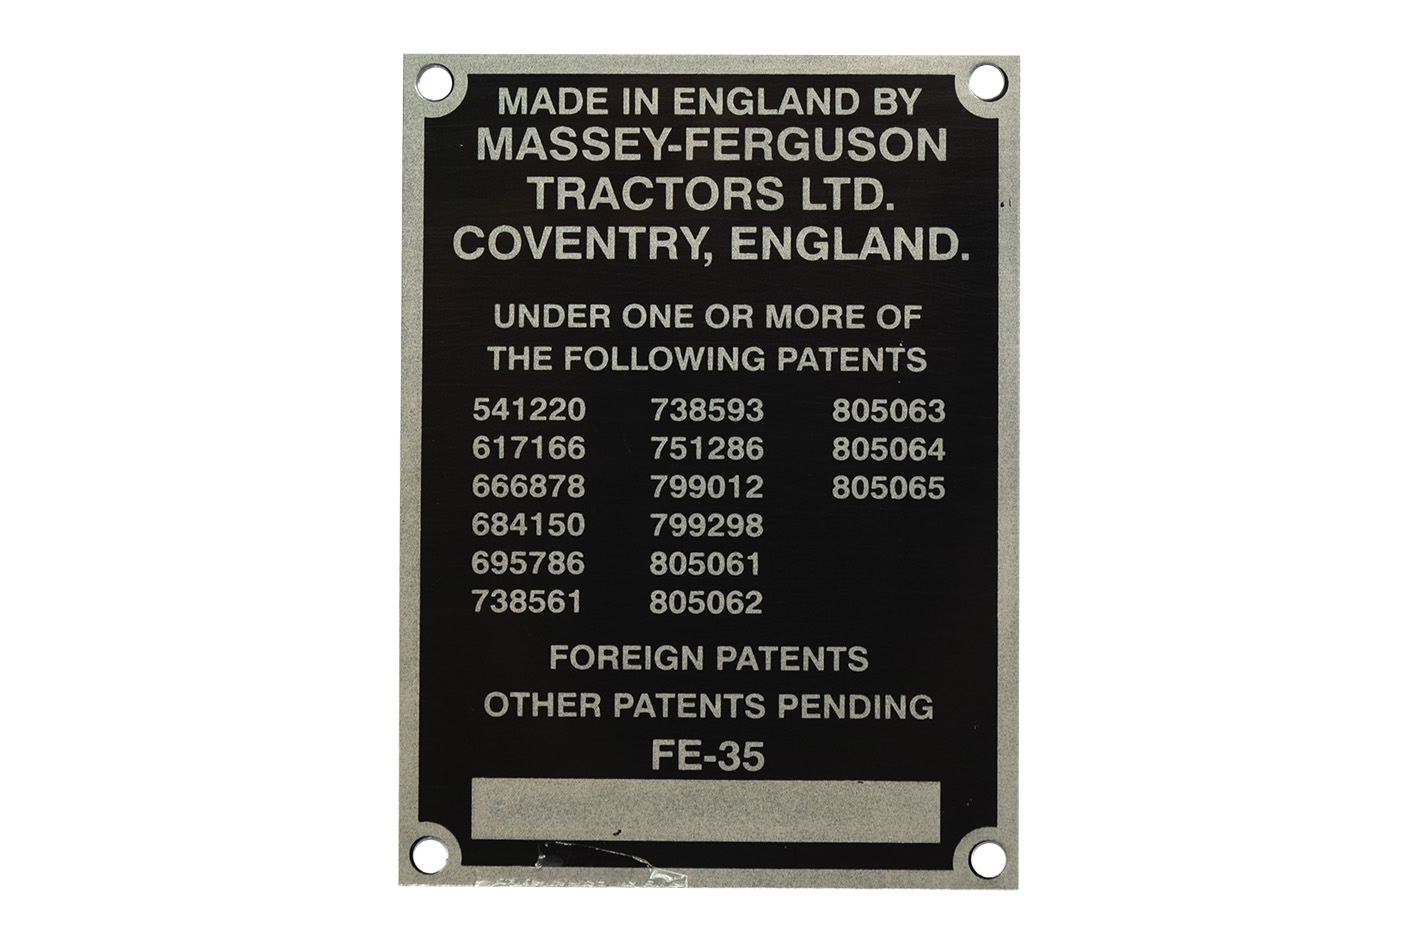 MADE IN ENGLAND BY
MASSEY-FERGUSON
TRACTORS LTD.
COVENTRY, ENGLAND.
UNDER ONE OR MORE OF
THE FOLLOWING PATENTS
541220 738593 805063
617166 751286 805064
666878 799012 805065
684150 799298
695786 805061
738561 805062
FOREIGN PATENTS
OTHER PATENTS PENDING
FE-35